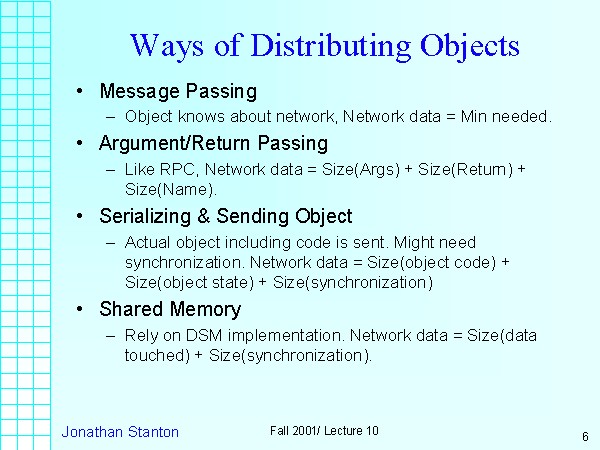 Ways of Distributing Objects
• Message Passing
– Object knows about network, Network data = Min needed.
• Argument/Return Passing
– Like RPC, Network data = Size(Args) + Size(Return) +
Size(Name).
• Serializing & Sending Object
– Actual object including code is sent. Might need
synchronization. Network data = Size(object code) +
Size(object state) + Size(synchronization)
• Shared Memory
– Rely on DSM implementation. Network data = Size(data
touched) + Size(synchronization).
Jonathan Stanton
Fall 2001/ Lecture 10
6